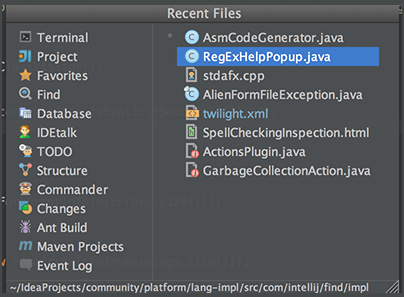 Recent Files
Terminal
Project
Favorites
Find
Database
IDEtalk
TODO
Structure
Commander
Changes
Ant Build
Maven Projects
Event Log
AsmCodeGenerator.java
RegExHelpPopup.java
stdafx.cpp
AlienFormFileException.java
twilight.xml
SpellCheckingInspection.html
ActionsPlugin.java
GarbageCollectionAction.java
~/IdeaProjects/community/platform/lang-impl/src/com/intellij/find/impl